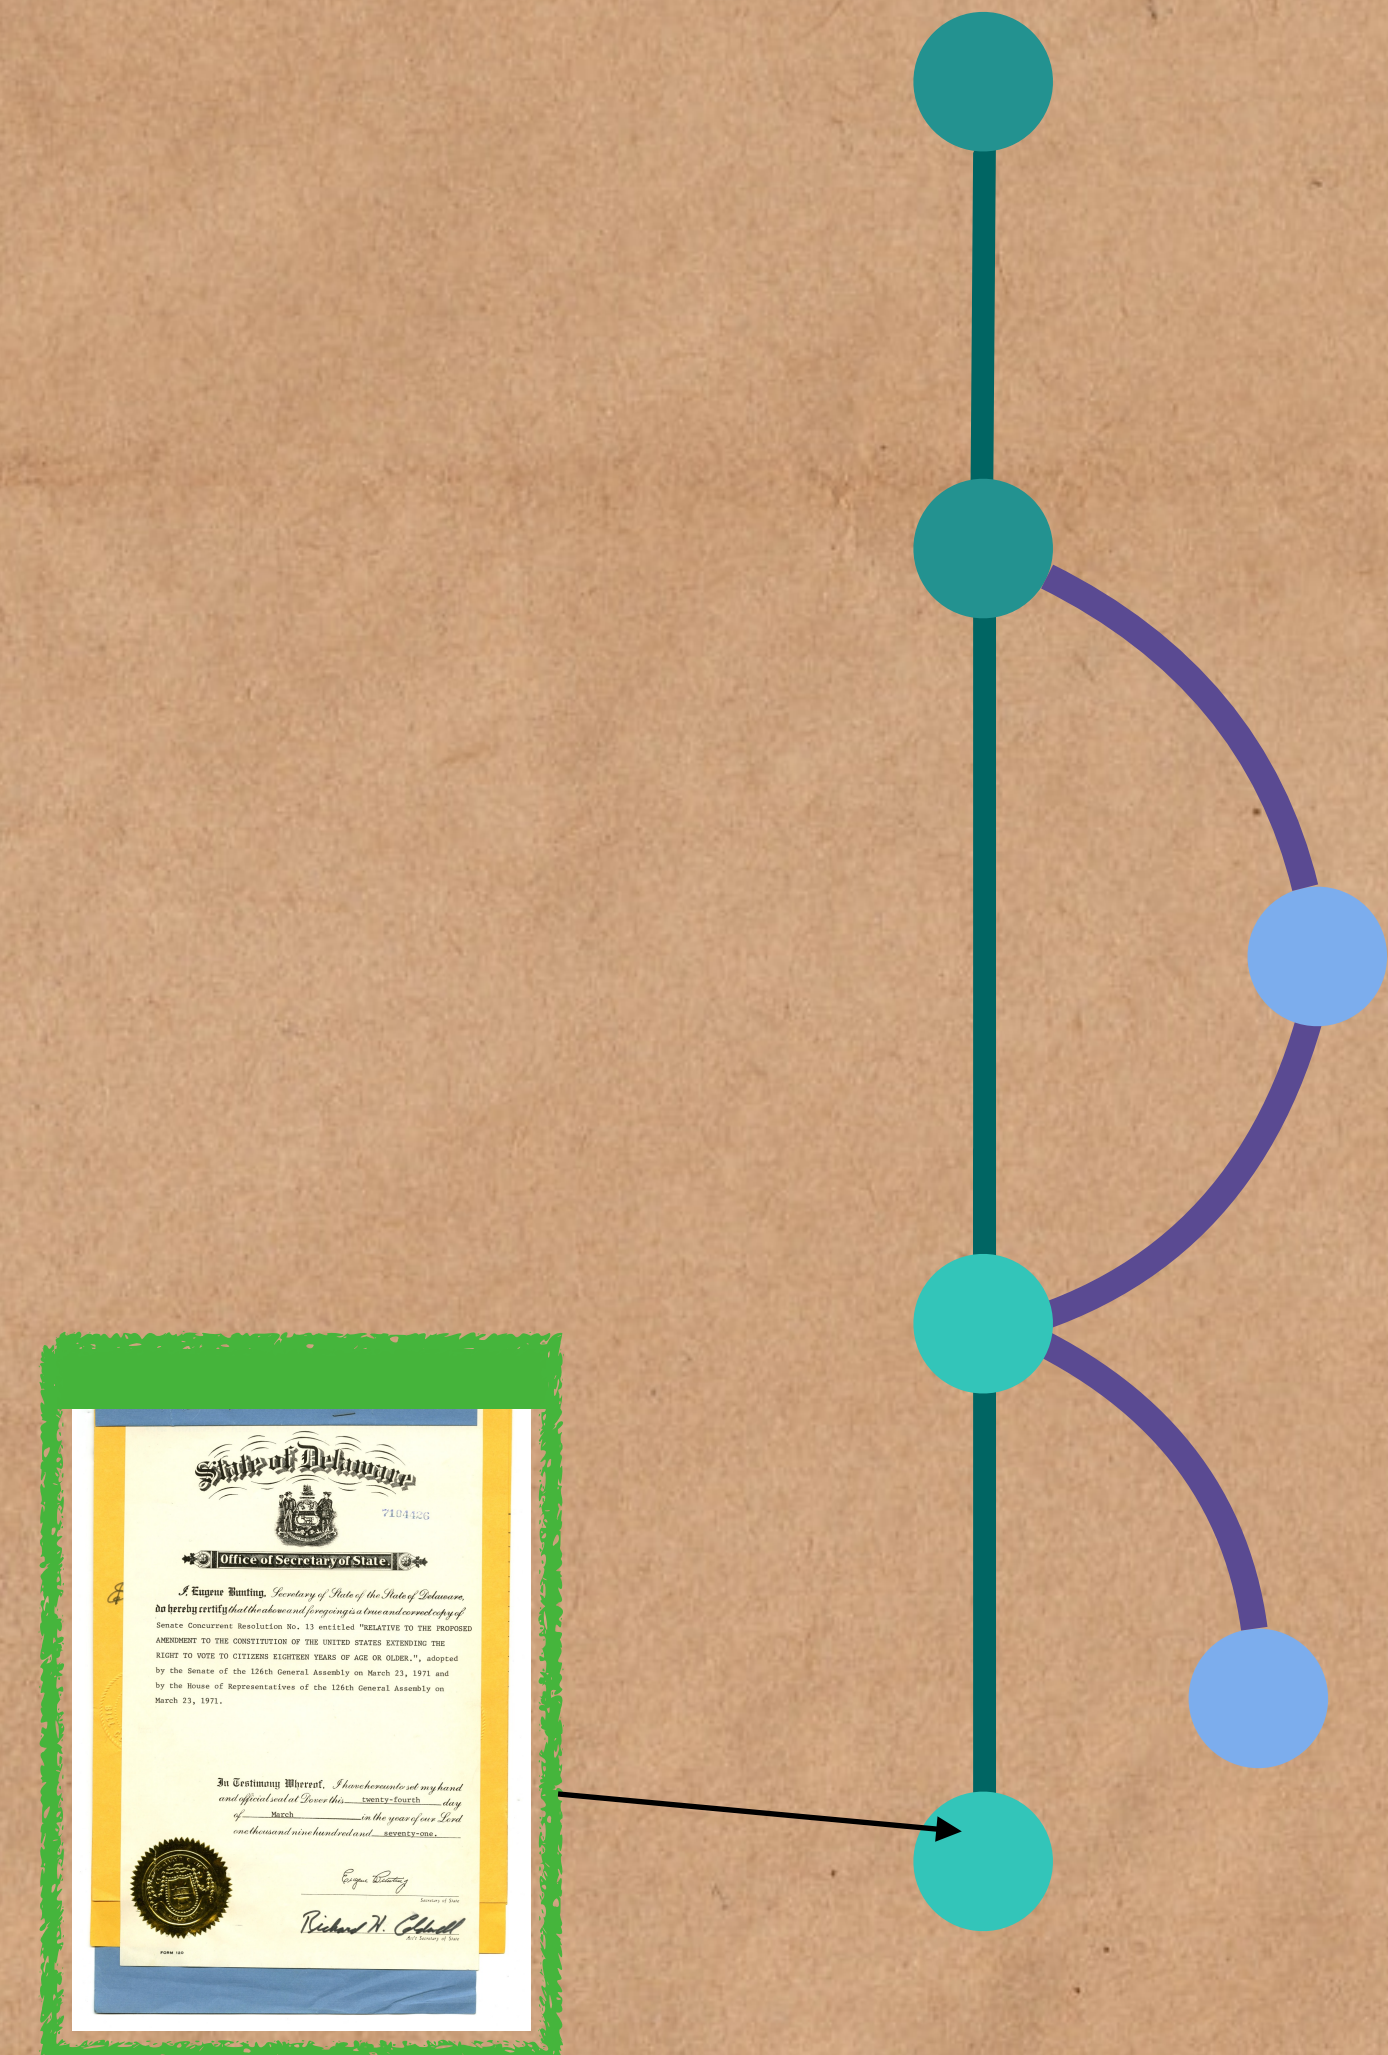 State of Delaware
7104426
Office of Secretary of State.
I, Eugene Bunting, Secretary of State of the State of Delaware,
do hereby certify that the above and foregoing is a true and correct copy of
Senate Concurrent Resolution No. 13 entitled "RELATIVE TO THE PROPOSED
AMENDMENT TO THE CONSTITUTION OF THE UNITED STATES EXTENDING THE
RIGHT TO VOTE TO CITIZENS EIGHTEEN YEARS OF AGE OR OLDER.", adopted
by the Senate of the 126th General Assembly on March 23, 1971 and
by the House of Representatives of the 126th General Assembly on
March 23, 1971.
In Testimony Whereof, I have hereunto set my hand
and official seal at Dover this twenty-fourth day
of March in the year of our Lord
one thousand nine hundred and seventy-one.
Eugene Bunting
Secretary of State
Richard H. Caldwell
Ass't Secretary of State
FORM 120